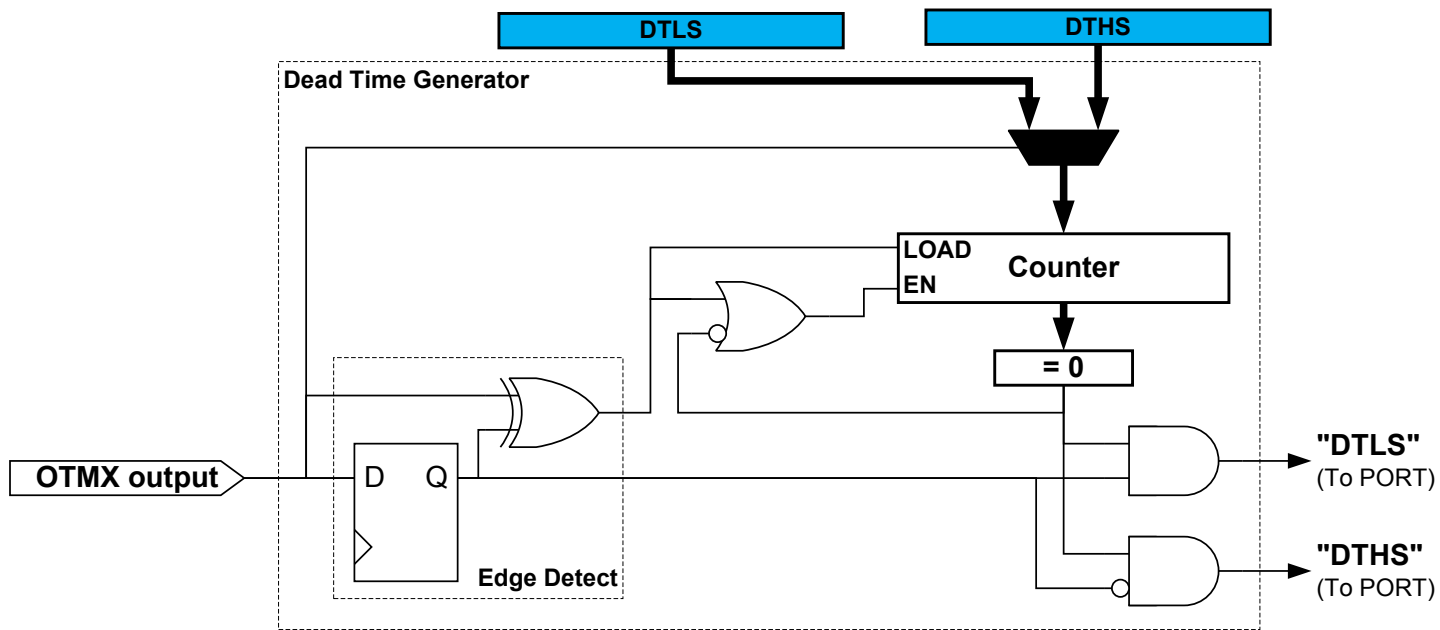 DTLS
DTHS
Dead Time Generator
LOAD
Counter
EN
= 0
OTMX output
D
Q
Edge Detect
"DTLS"
(To PORT)
"DTHS"
(To PORT)